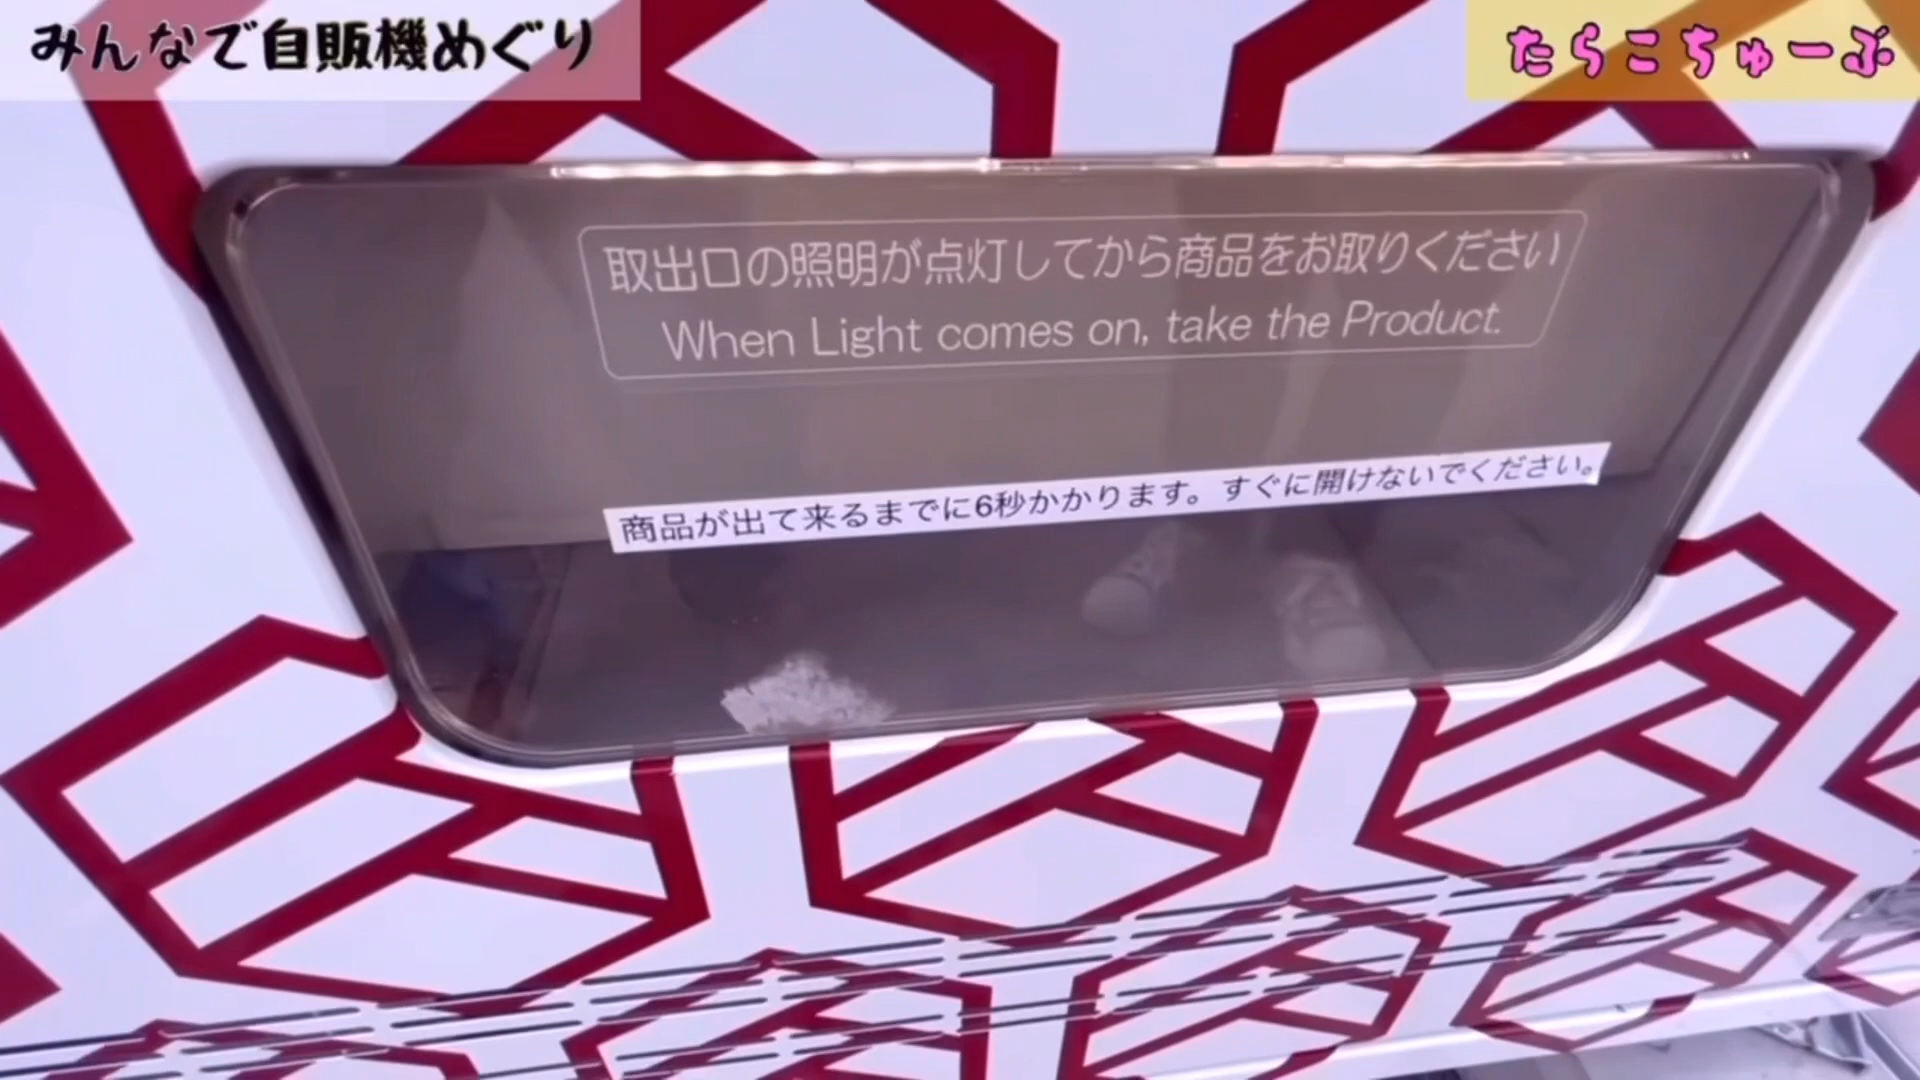 みんなで自販機めぐり
たらこちゅーぶ
取出口の照明が点灯してから商品をお取りください
When Light comes on, take the Product.
商品が出て来るまでに6秒かかります。すぐに開けないでください。